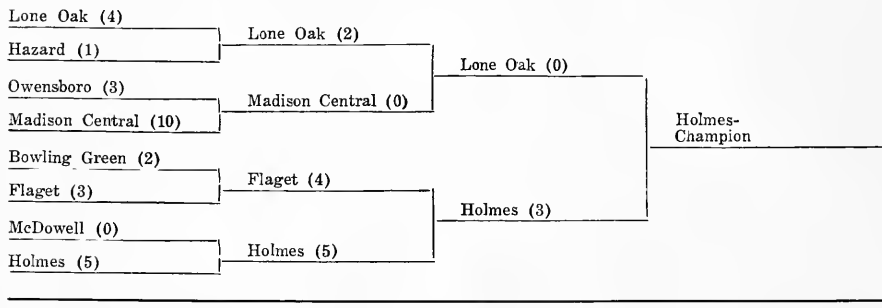 Lone Oak (4)
Hazard (1)
Owensboro (3)
Madison Central (10)
Bowling Green (2)
Flaget (3)
McDowell (0)
Holmes (5)
Lone Oak (2)
Madison Central (0)
Flaget (4)
Holmes (5)
Lone Oak (0)
Holmes (3)
Holmes-
Champion